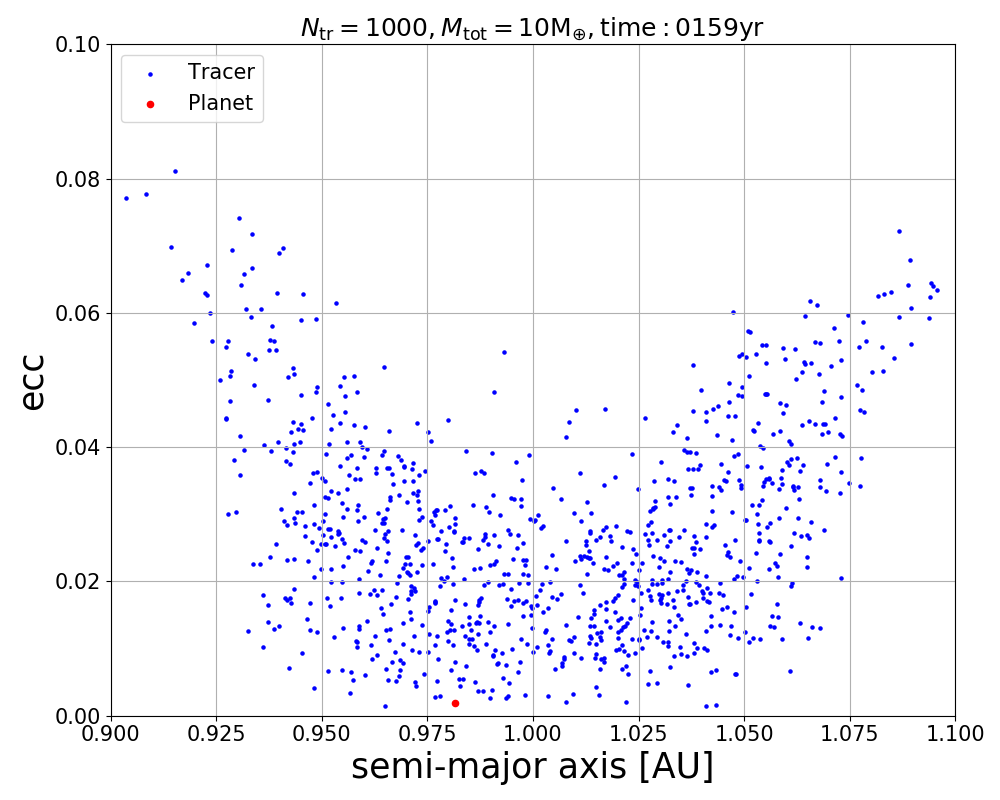 N_tr = 1000, M_tot = 10M_⊕, time : 0159yr
Tracer
Planet
ecc
0.10
0.08
0.06
0.04
0.02
0.00
0.900 0.925 0.950 0.975 1.000 1.025 1.050 1.075 1.100
semi-major axis [AU]